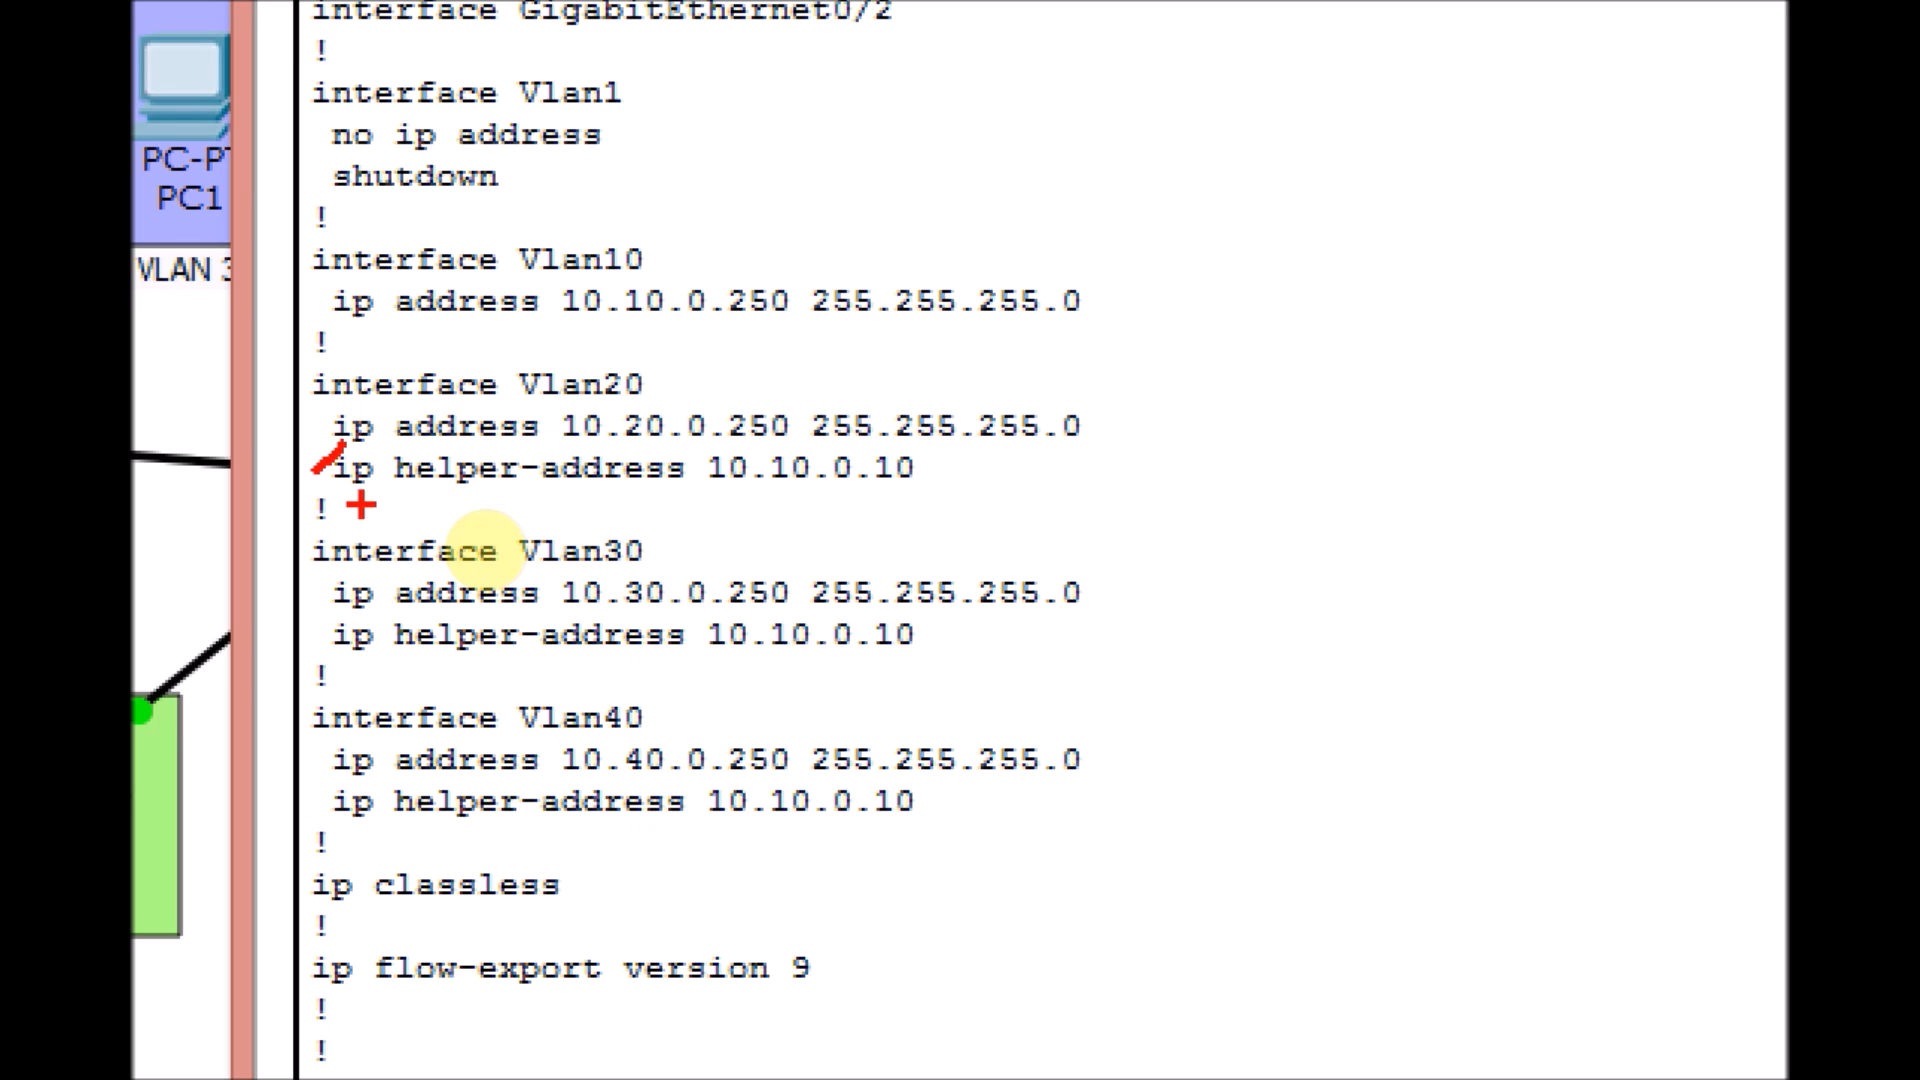 PC-PT
PC1
VLAN 3
interface GigabitEthernet0/2
!
interface Vlan1
no ip address
shutdown
!
interface Vlan10
ip address 10.10.0.250 255.255.255.0
!
interface Vlan20
ip address 10.20.0.250 255.255.255.0
ip helper-address 10.10.0.10
!
interface Vlan30
ip address 10.30.0.250 255.255.255.0
ip helper-address 10.10.0.10
!
interface Vlan40
ip address 10.40.0.250 255.255.255.0
ip helper-address 10.10.0.10
!
ip classless
!
ip flow-export version 9
!
!